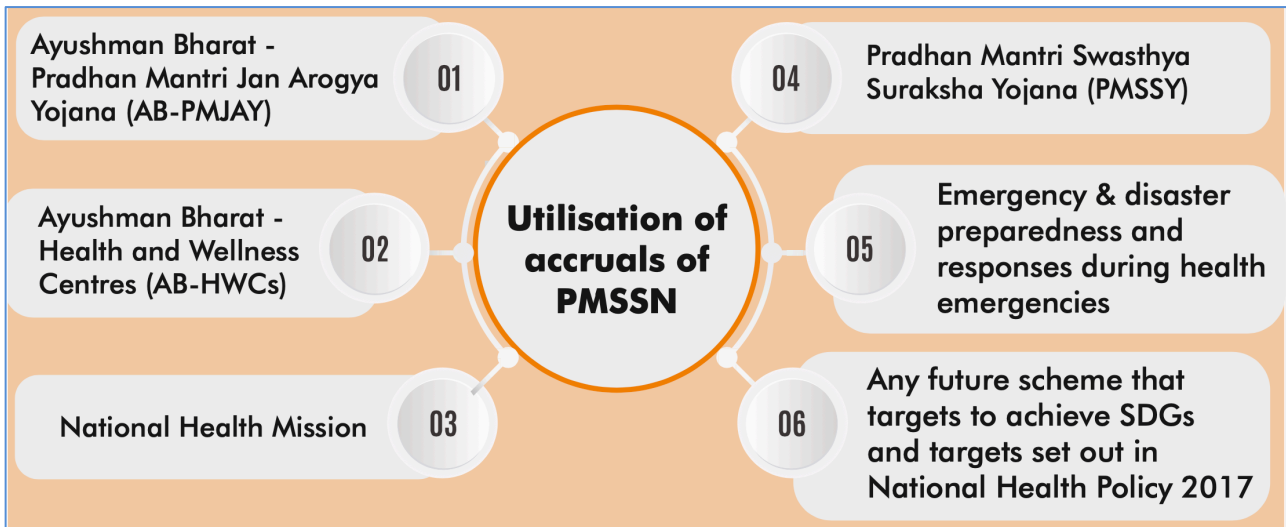 Ayushman Bharat -
Pradhan Mantri Jan Arogya
Yojana (AB-PMJAY)
01
Ayushman Bharat -
Health and Wellness
Centres (AB-HWCs)
02
National Health Mission
03
Utilisation of
accruals of
PMSSN
04
Pradhan Mantri Swasthya
Suraksha Yojana (PMSSY)
05
Emergency & disaster
preparedness and
responses during health
emergencies
06
Any future scheme that
targets to achieve SDGs
and targets set out in
National Health Policy 2017